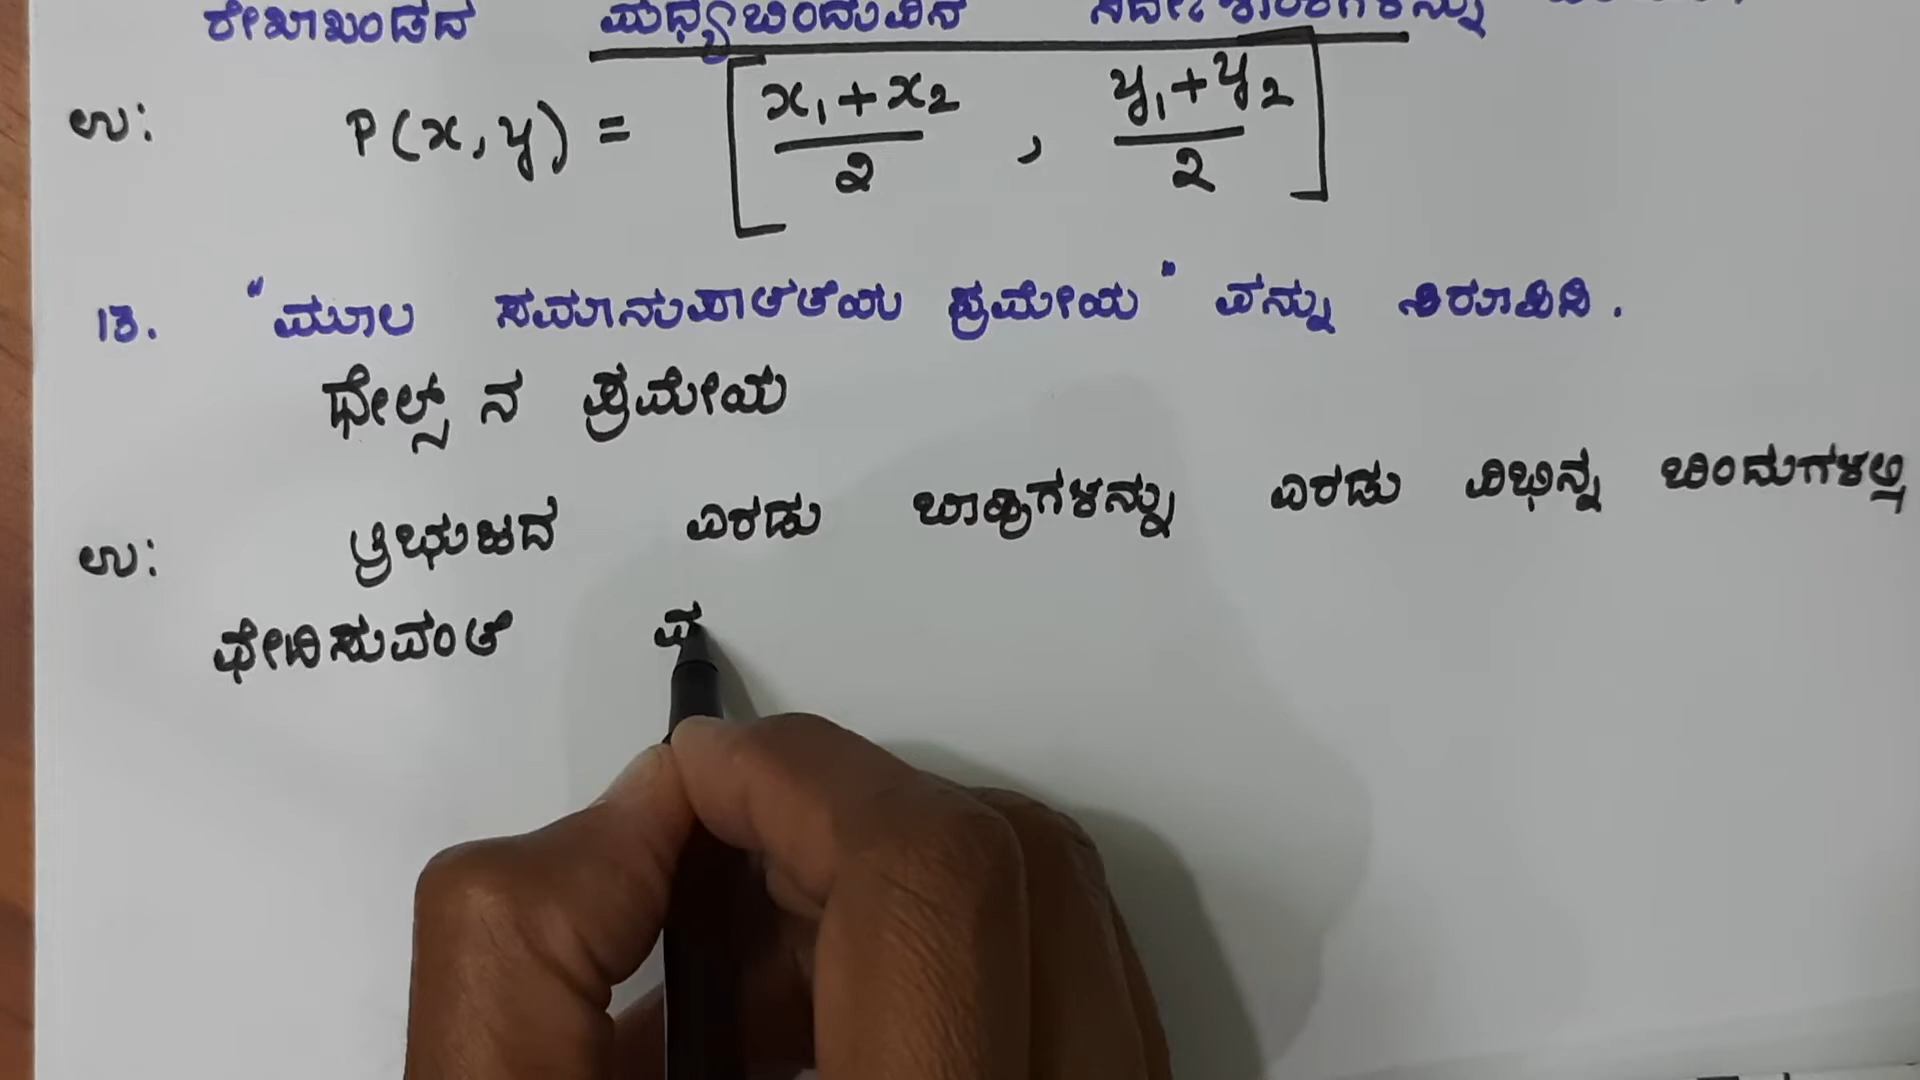 ರೇಖಾಖಂಡದ ಮಧ್ಯಬಿಂದುವಿನ ನಿರ್ದೇಶಾಂಕಗಳನ್ನು
ಉ: P(x, y) = [ (x₁+x₂)/2 , (y₁+y₂)/2 ]
13. "ಮೂಲ ಸಮಾನುಪಾತತೆಯ ಪ್ರಮೇಯ" ವನ್ನು ನಿರೂಪಿಸಿ.
ಥೇಲ್ಸ್ ನ ಪ್ರಮೇಯ
ಉ: ತ್ರಿಭುಜದ ಎರಡು ಬಾಹುಗಳನ್ನು ಎರಡು ವಿಭಿನ್ನ ಬಿಂದುಗಳಲ್ಲಿ
ಛೇದಿಸುವಂತೆ